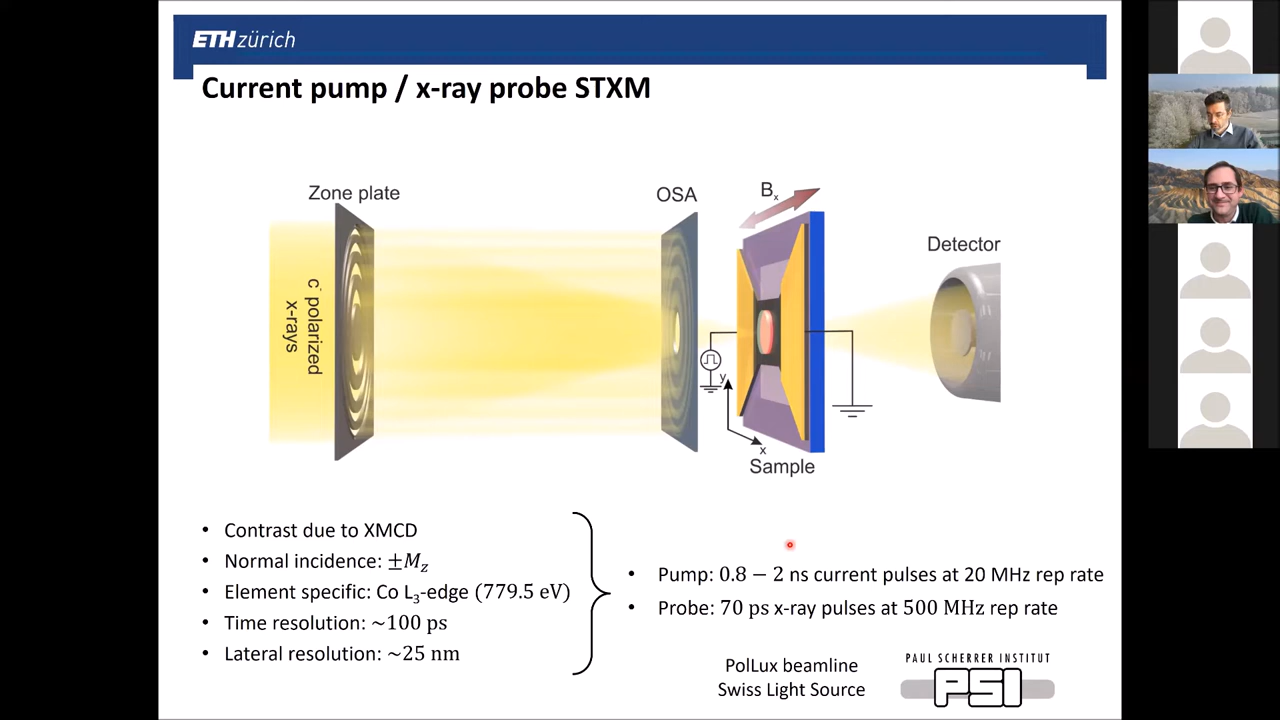 ETH zürich
Current pump / x-ray probe STXM
Zone plate
OSA
Bₓ
Detector
c⁻ polarized
x-rays
y
x
Sample
• Contrast due to XMCD
• Normal incidence: ±M_z
• Element specific: Co L₃-edge (779.5 eV)
• Time resolution: ~100 ps
• Lateral resolution: ~25 nm
• Pump: 0.8 – 2 ns current pulses at 20 MHz rep rate
• Probe: 70 ps x-ray pulses at 500 MHz rep rate
PolLux beamline
Swiss Light Source
PAUL SCHERRER INSTITUT
PSI